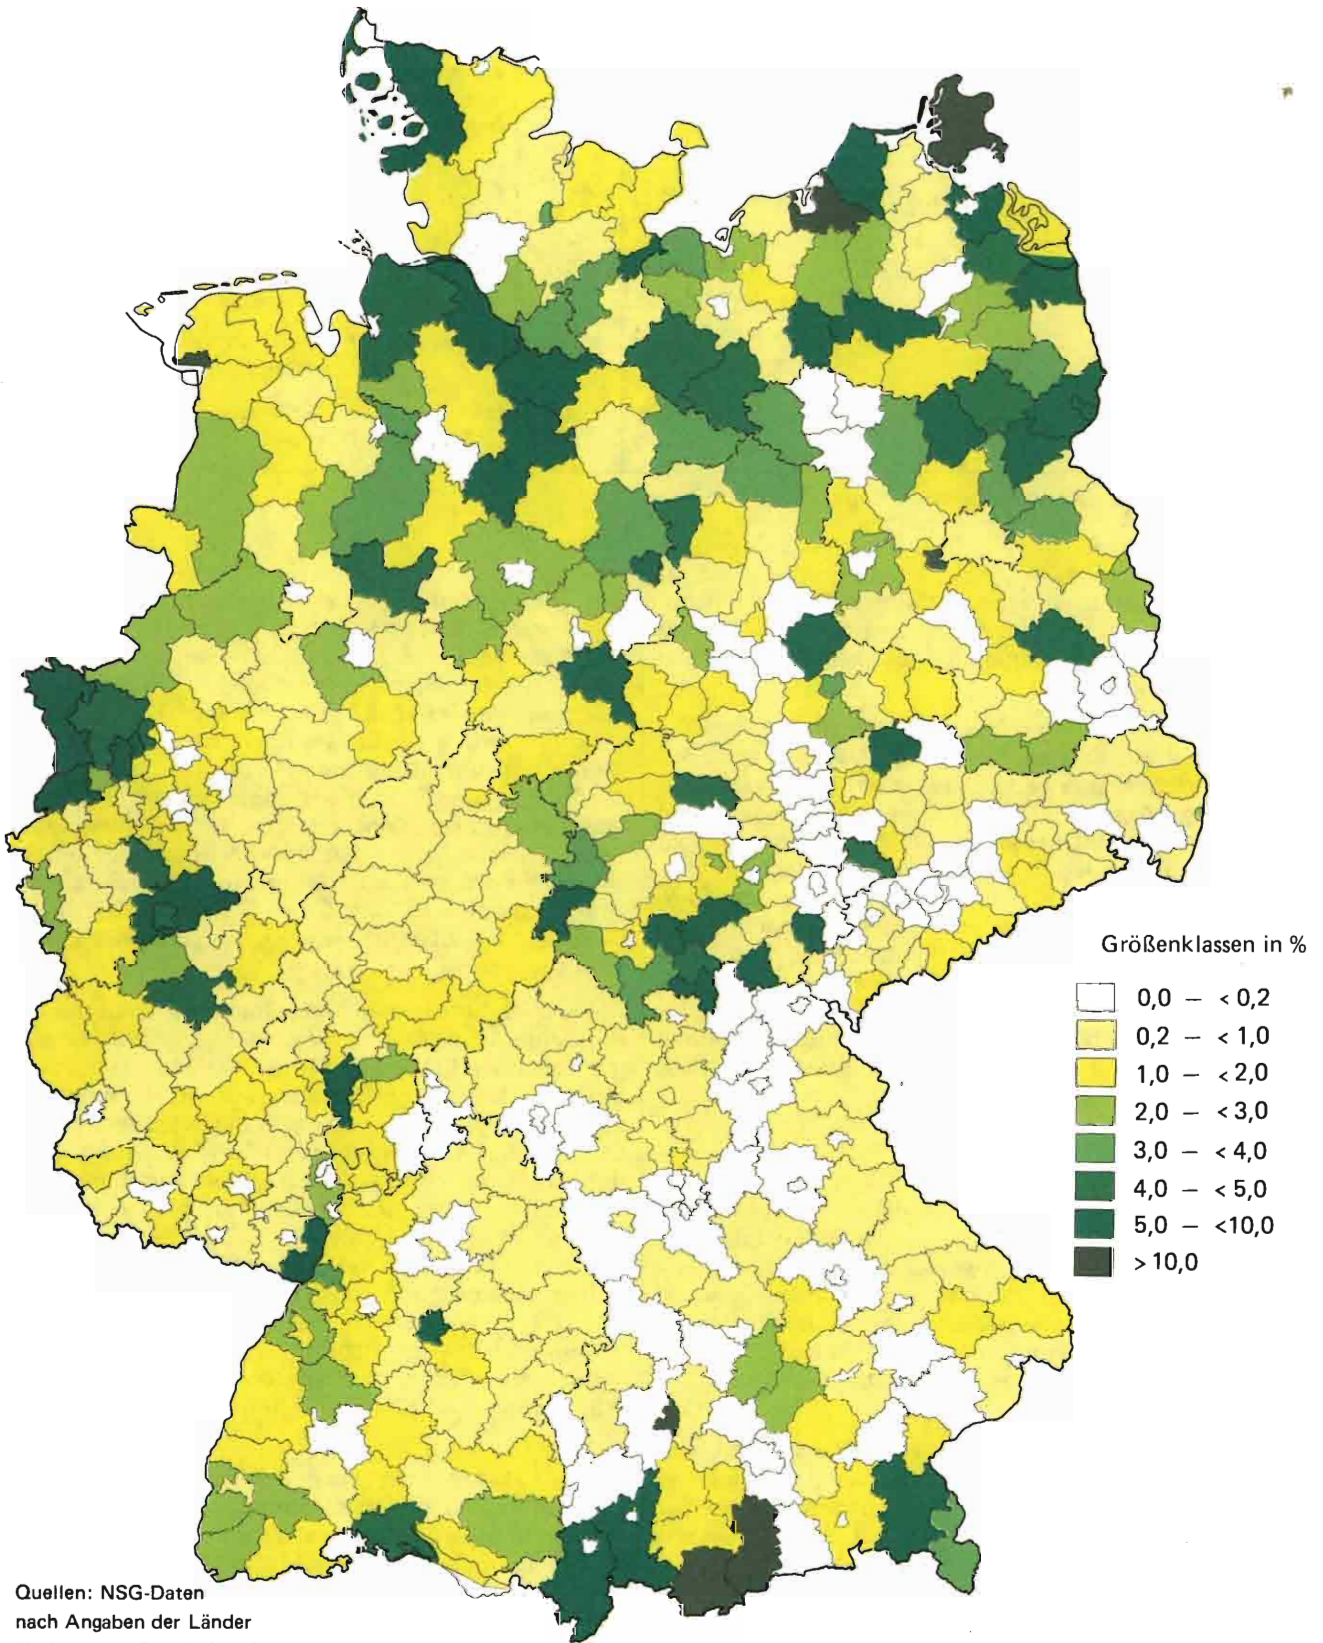 Größenklassen in %
0,0 – < 0,2
0,2 – < 1,0
1,0 – < 2,0
2,0 – < 3,0
3,0 – < 4,0
4,0 – < 5,0
5,0 – <10,0
> 10,0
Quellen: NSG-Daten
nach Angaben der Länder